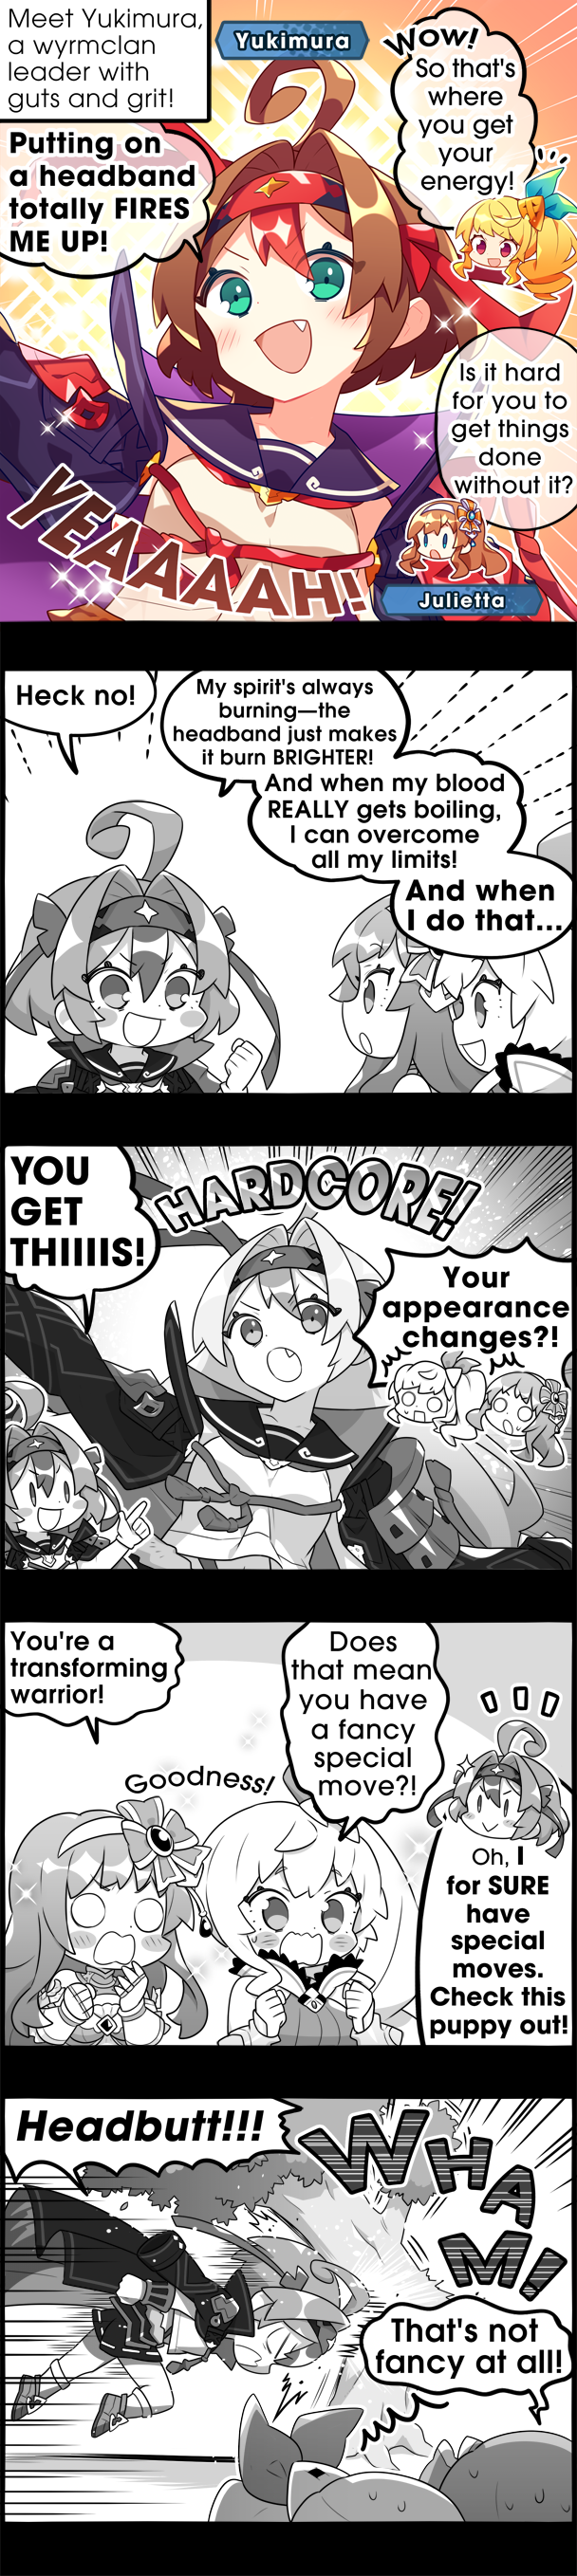 Meet Yukimura,
a wyrmclan
leader with
guts and grit!
Yukimura
Wow!
So that's
where
you get
your
energy!
Putting on
a headband
totally FIRES
ME UP!
Is it hard
for you to
get things
done
without it?
YEAAAAAH!
Julietta
Heck no!
My spirit's always
burning—the
headband just makes
it burn BRIGHTER!
And when my blood
REALLY gets boiling,
I can overcome
all my limits!
And when
I do that...
YOU
GET
THIIIIS!
HARDCORE!
Your
appearance
changes?!
You're a
transforming
warrior!
Goodness!
Does
that mean
you have
a fancy
special
move?!
Oh, I
for SURE
have
special
moves.
Check this
puppy out!
Headbutt!!!
WHAM!
That's not
fancy at all!